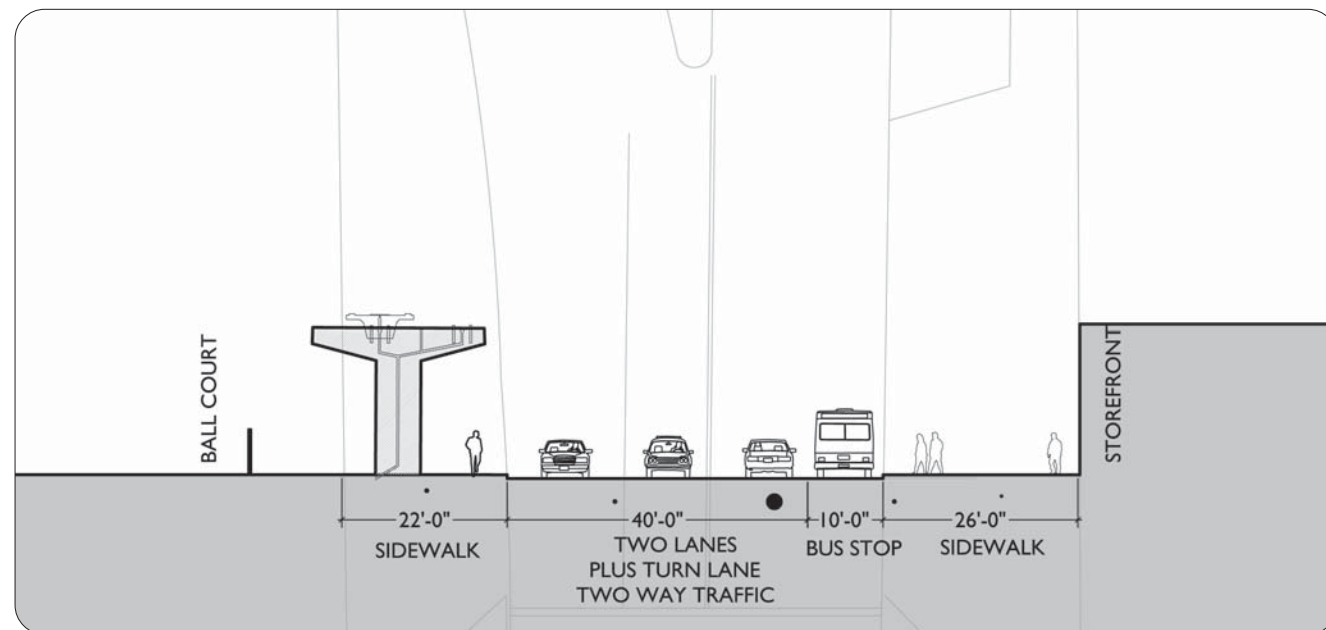 BALL COURT
STOREFRONT
22'-0"
SIDEWALK
40'-0"
TWO LANES
PLUS TURN LANE
TWO WAY TRAFFIC
10'-0"
BUS STOP
26'-0"
SIDEWALK